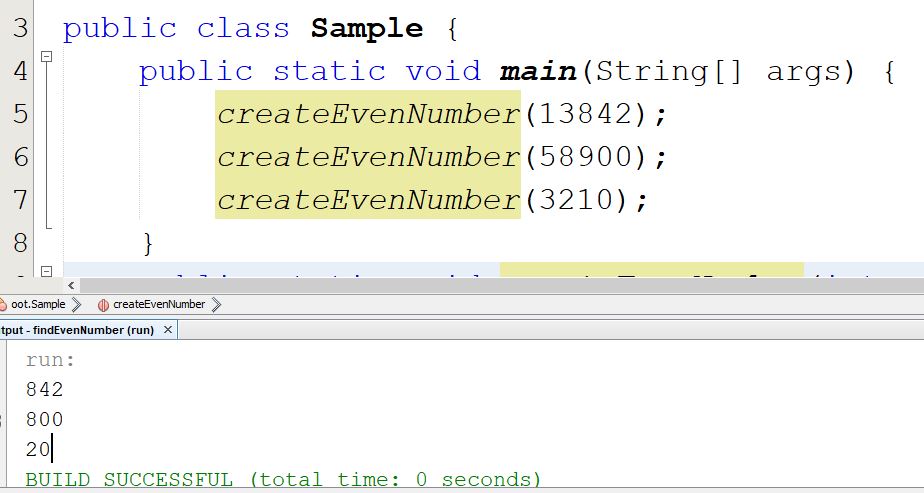 3 public class Sample {
4 public static void main(String[] args) {
5 createEvenNumber(13842);
6 createEvenNumber(58900);
7 createEvenNumber(3210);
8 }
oot.Sample createEvenNumber
tput - findEvenNumber (run) ×
run:
842
800
20
BUILD SUCCESSFUL (total time: 0 seconds)